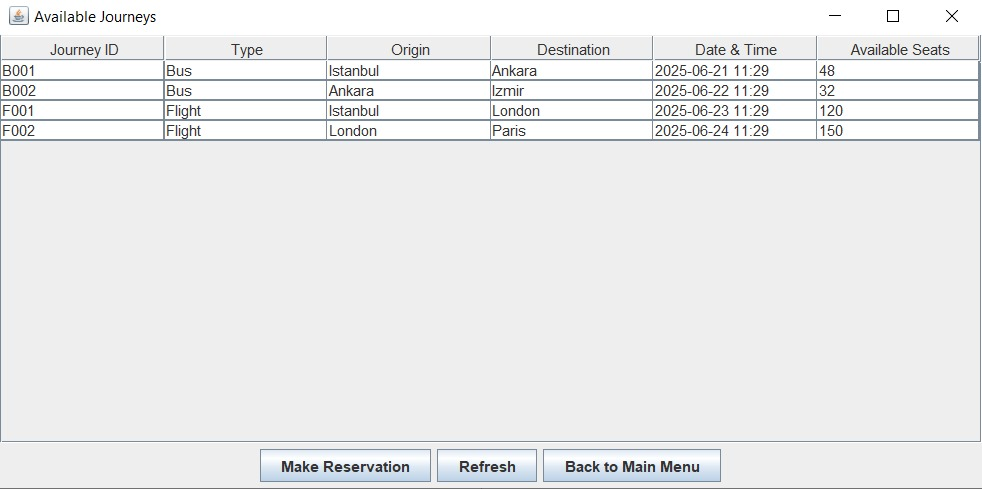 Available Journeys
Journey ID Type Origin Destination Date & Time Available Seats
B001 Bus Istanbul Ankara 2025-06-21 11:29 48
B002 Bus Ankara Izmir 2025-06-22 11:29 32
F001 Flight Istanbul London 2025-06-23 11:29 120
F002 Flight London Paris 2025-06-24 11:29 150
Make Reservation Refresh Back to Main Menu